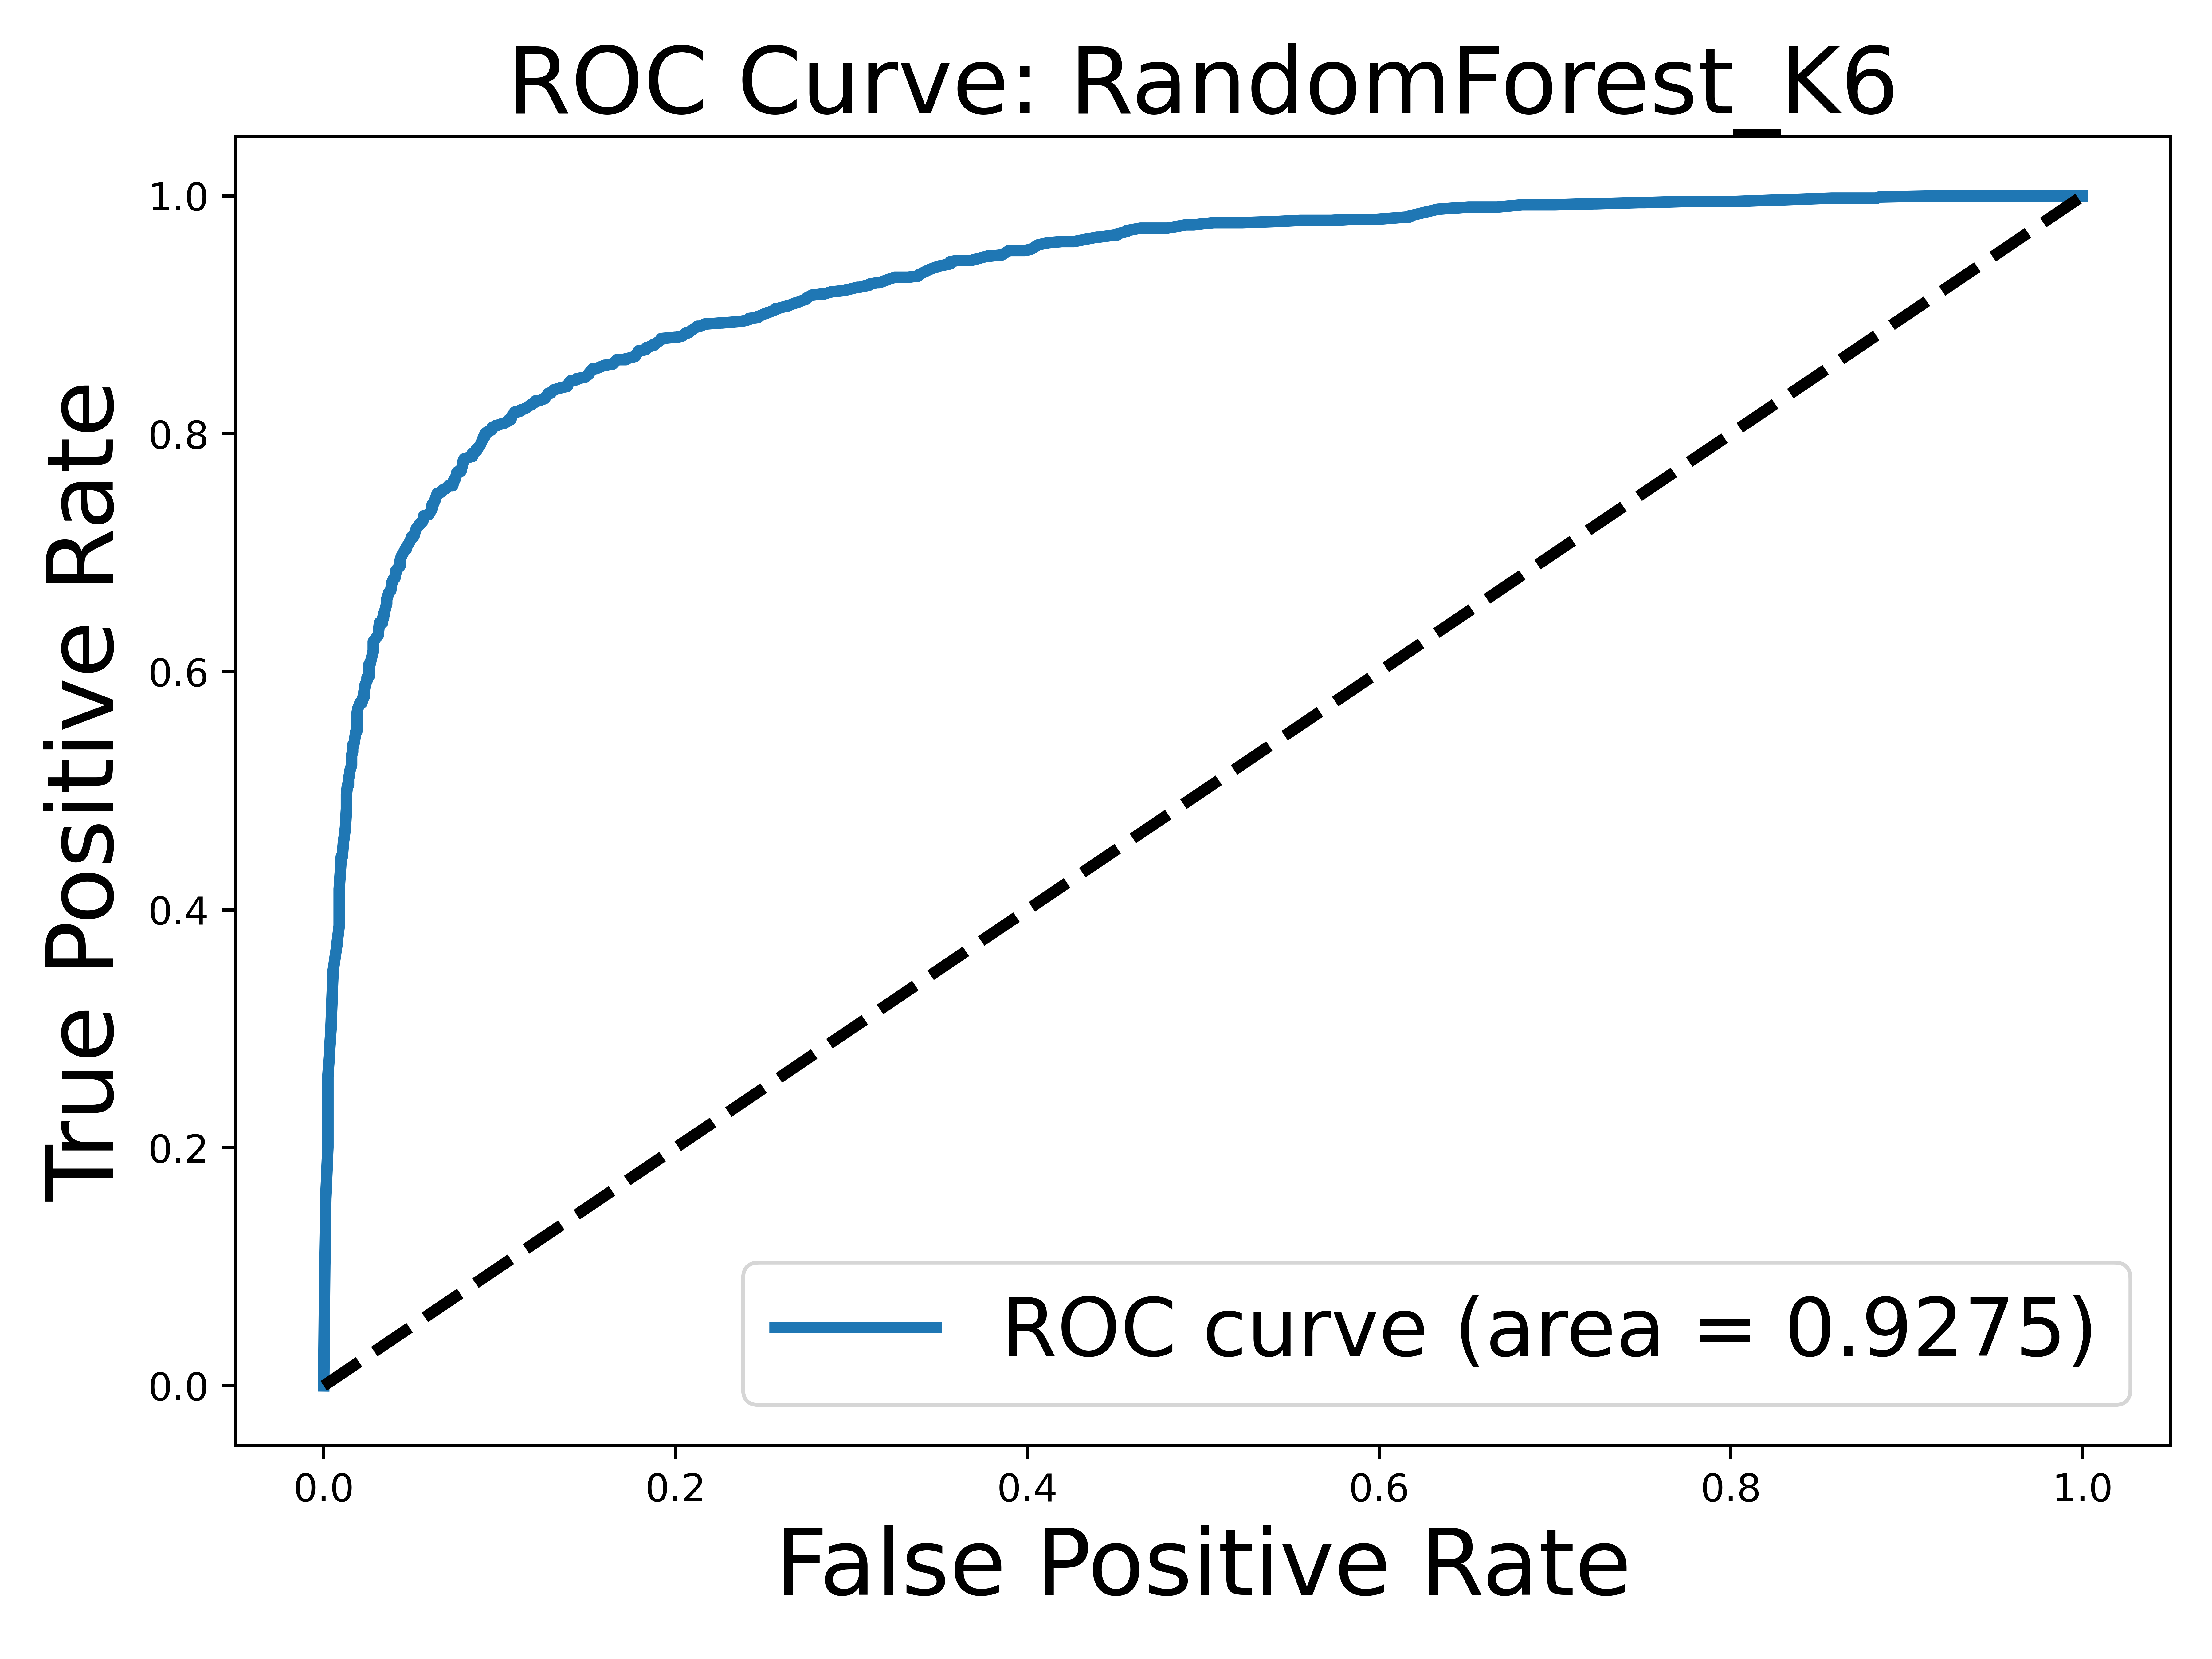 ROC Curve: RandomForest_K6
True Positive Rate
1.0
0.8
0.6
0.4
0.2
0.0
ROC curve (area = 0.9275)
0.0 0.2 0.4 0.6 0.8 1.0
False Positive Rate